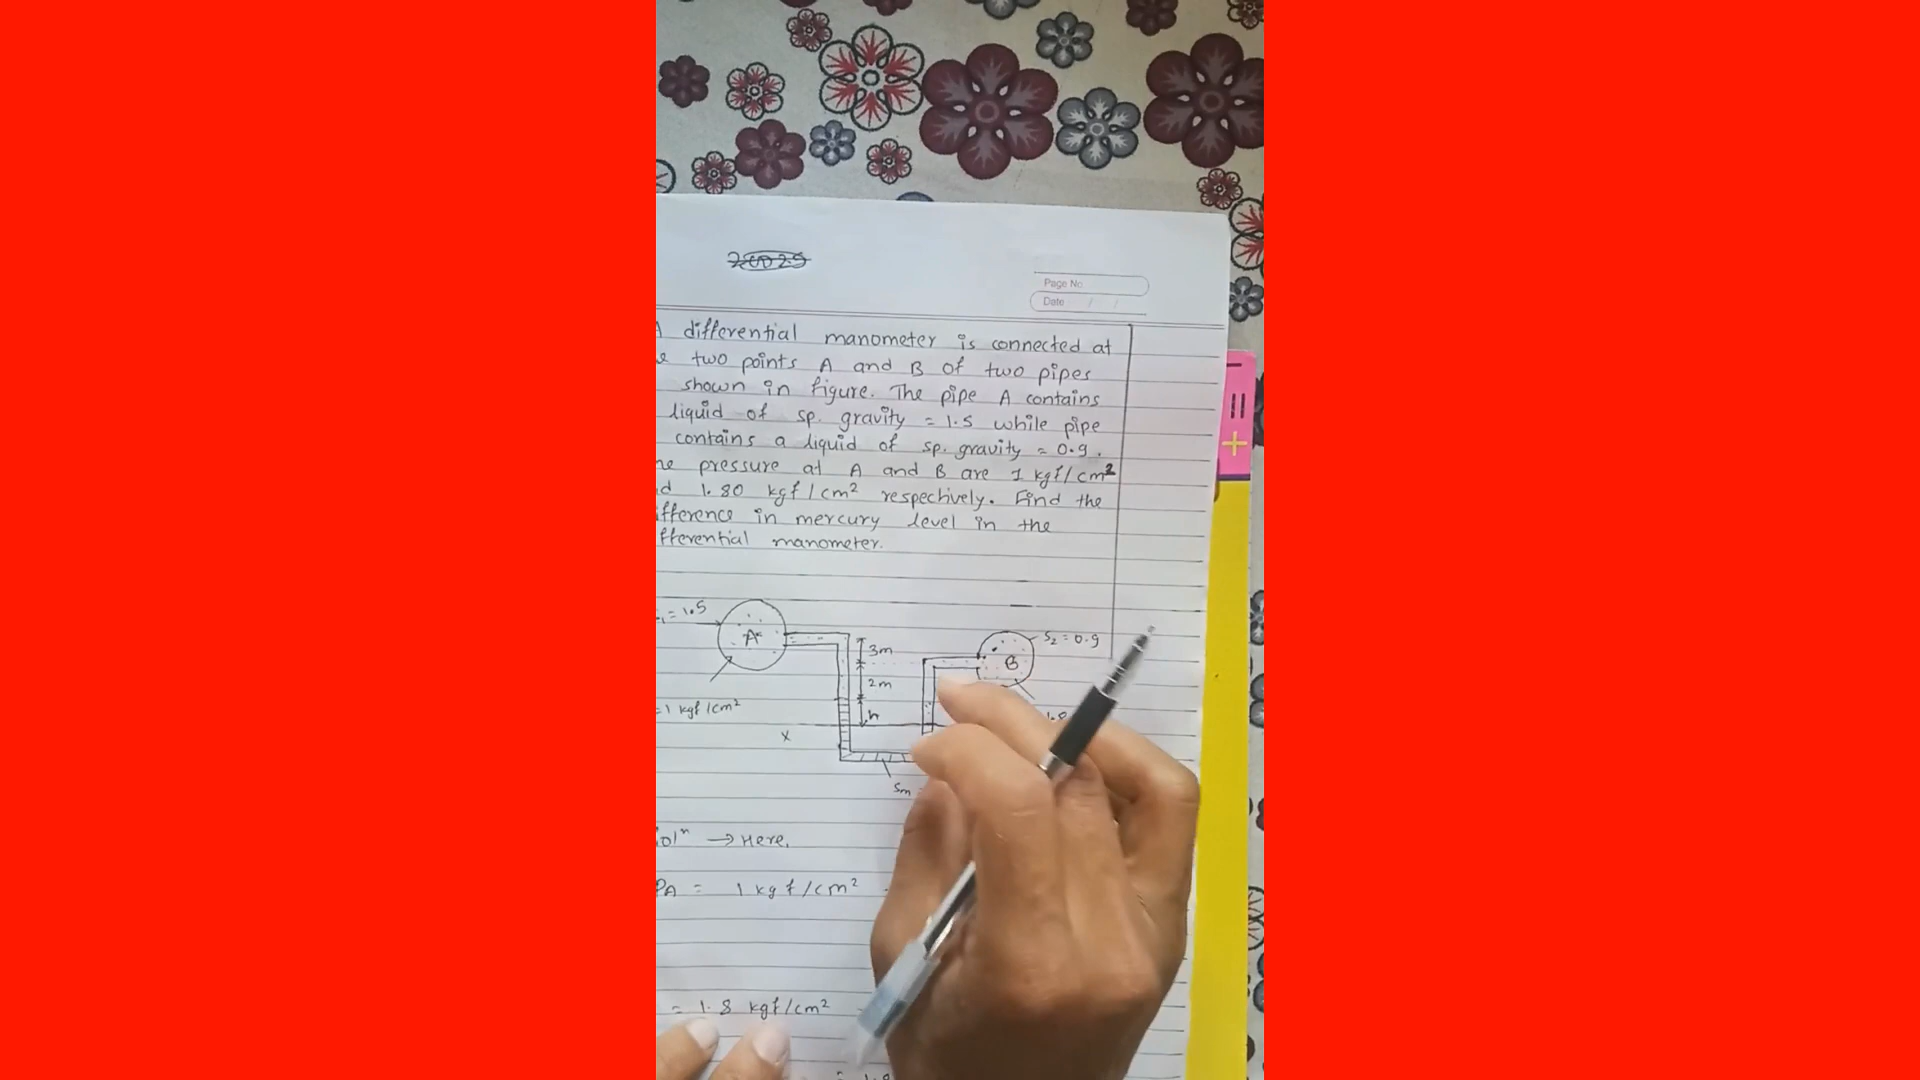 Page No.
Date / /
differential manometer is connected at
two points A and B of two pipes
shown in figure. The pipe A contains
liquid of sp. gravity = 1.5 while pipe
contains a liquid of sp. gravity = 0.9.
pressure at A and B are 1 kgf/cm²
1.80 kgf/cm² respectively. Find the
in mercury level in the
manometer.
= 1.5
A
3m
S₂ = 0.9
B
2m
= 1 kgf/cm²
h
X
Sm
→ Here,
PA = 1 kgf/cm²
= 1.8 kgf/cm²